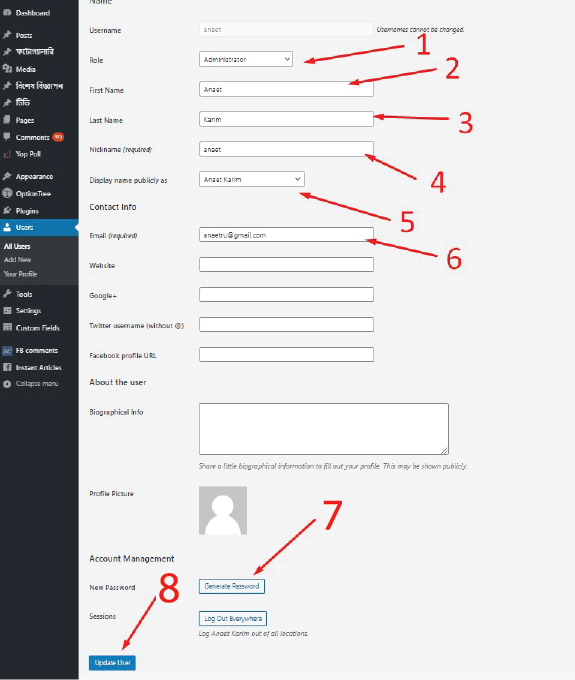 Dashboard
Posts
ফটোগ্যালারি
Media
বিশেষ বিজ্ঞাপন
টিভি
Pages
Comments
Yop Poll
Appearance
OptionTree
Plugins
Users
All Users
Add New
Your Profile
Tools
Settings
Custom Fields
FB-comments
Instant Articles
Collapse menu
Name
Username anaet Usernames cannot be changed.
1
Role Administrator
2
First Name Anaet
Last Name Karim
3
Nickname (required) anaet
4
Display name publicly as Anaet Karim
5
Contact Info
Email (required) anaetru@gmail.com
6
Website
Google+
Twitter username (without @)
Facebook profile URL
About the user
Biographical Info
Share a little biographical information to fill out your profile. This may be shown publicly.
Profile Picture
7
Account Management
New Password Generate Password
8
Sessions Log Out Everywhere
Log Anaet Karim out of all locations.
Update User